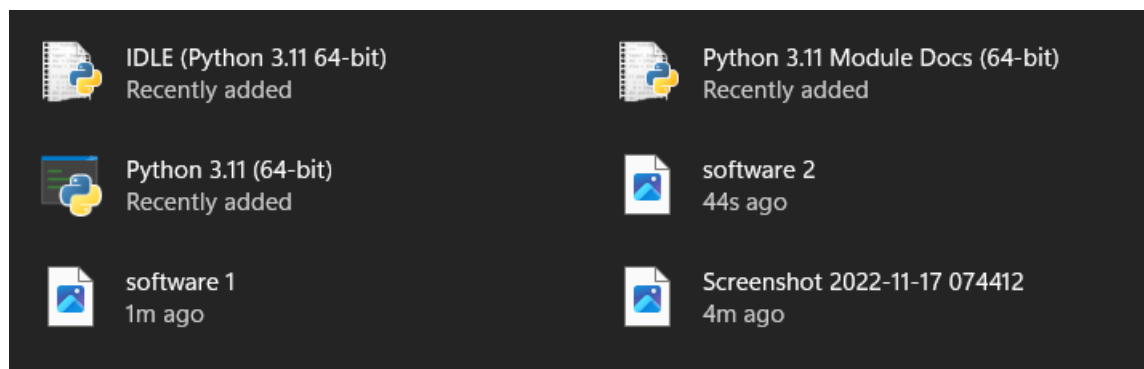 IDLE (Python 3.11 64-bit)
Recently added
Python 3.11 Module Docs (64-bit)
Recently added
Python 3.11 (64-bit)
Recently added
software 2
44s ago
software 1
1m ago
Screenshot 2022-11-17 074412
4m ago